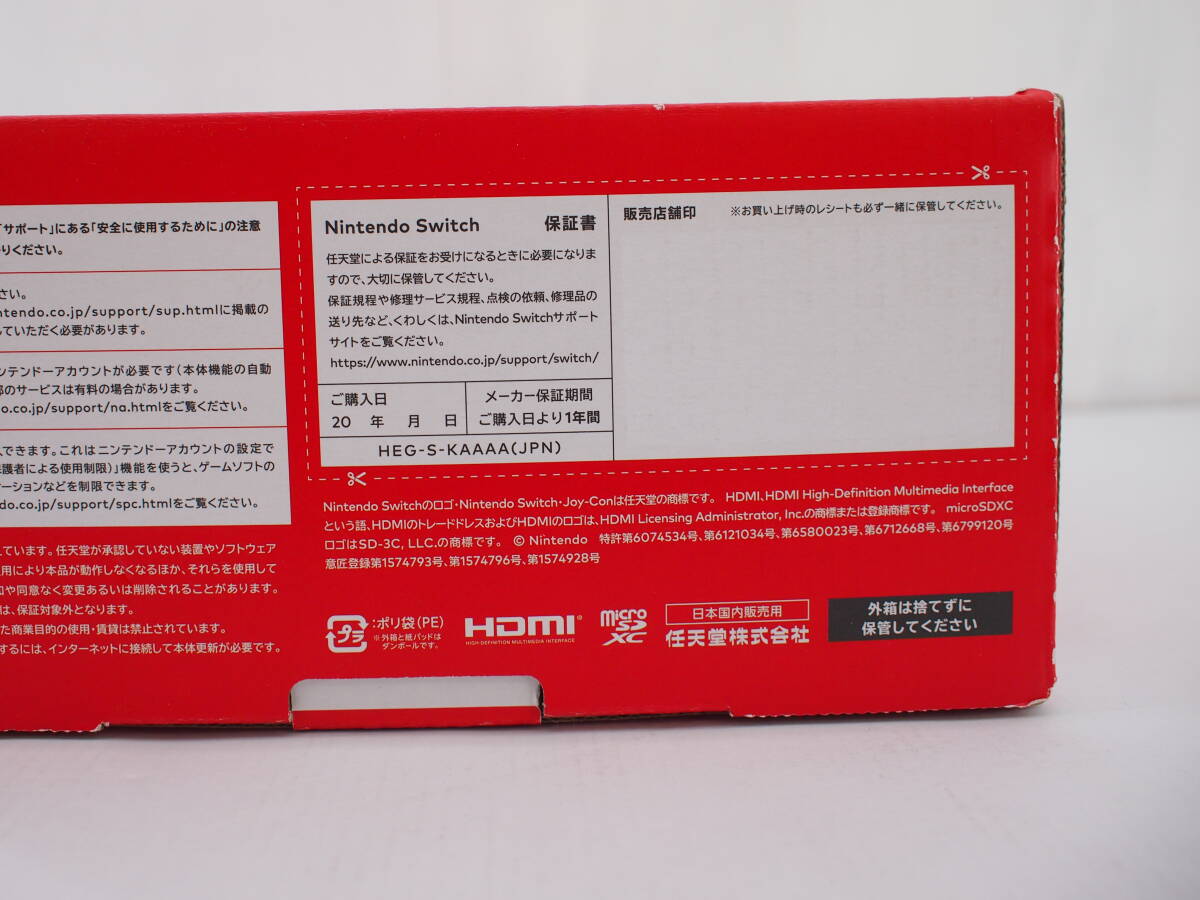 「サポート」にある「安全に使用するために」の注意
りください。
さい。
ntendo.co.jp/support/sup.htmlに掲載の
していただく必要があります。
ンテンドーアカウントが必要です(本体機能の自動
部のサービスは有料の場合があります。
do.co.jp/support/na.htmlをご覧ください。
できます。これはニンテンドーアカウントの設定で
護者による使用制限)」機能を使うと、ゲームソフトの
ケーションなどを制限できます。
do.co.jp/support/spc.htmlをご覧ください。
えています。任天堂が承認していない装置やソフトウェア
用により本品が動作しなくなるほか、それらを使用して
知や同意なく変更あるいは削除されることがあります。
は、保証対象外となります。
た商業目的の使用・賃貸は禁止されています。
するには、インターネットに接続して本体更新が必要です。
Nintendo Switch 保証書
任天堂による保証をお受けになるときに必要になりま
すので、大切に保管してください。
保証規程や修理サービス規程、点検の依頼、修理品の
送り先など、くわしくは、Nintendo Switchサポート
サイトをご覧ください。
https://www.nintendo.co.jp/support/switch/
ご購入日
20 年 月 日
メーカー保証期間
ご購入日より1年間
HEG-S-KAAAA(JPN)
販売店舗印 ※お買い上げ時のレシートも必ず一緒に保管してください。
Nintendo Switchのロゴ・Nintendo Switch・Joy-Conは任天堂の商標です。 HDMI、HDMI High-Definition Multimedia Interface
という語、HDMIのトレードドレスおよびHDMIのロゴは、HDMI Licensing Administrator, Inc.の商標または登録商標です。 microSDXC
ロゴはSD-3C, LLC.の商標です。 © Nintendo 特許第6074534号、第6121034号、第6580023号、第6712668号、第6799120号
意匠登録第1574793号、第1574796号、第1574928号
プラ
:ポリ袋(PE)
※外箱と紙パッドは
ダンボールです。
HDMI
HIGH-DEFINITION MULTIMEDIA INTERFACE
micro
SD
XC
日本国内販売用
任天堂株式会社
外箱は捨てずに
保管してください